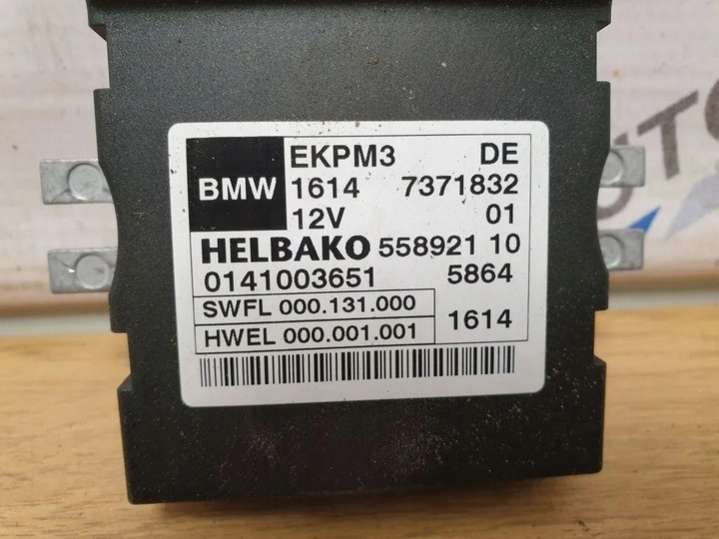 BMW
EKPM3 DE
1614 7371832
12V 01
HELBAKO 558921 10
0141003651 5864
SWFL 000.131.000
HWEL 000.001.001
1614